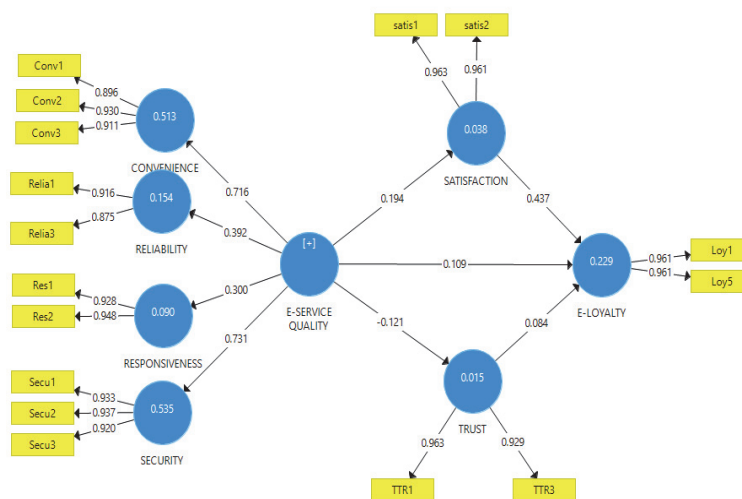 satis1
satis2
0.963
0.961
Conv1
Conv2
Conv3
0.896
0.930
0.911
0.513
CONVENIENCE
0.038
SATISFACTION
Relia1
Relia3
0.916
0.875
0.154
RELIABILITY
0.716
0.392
0.194
0.437
[+]
E-SERVICE
QUALITY
0.109
0.229
E-LOYALTY
0.961
0.961
Loy1
Loy5
Res1
Res2
0.928
0.948
0.090
RESPONSIVENESS
0.300
0.731
-0.121
0.084
Secu1
Secu2
Secu3
0.933
0.937
0.920
0.535
SECURITY
0.015
TRUST
0.963
0.929
TTR1
TTR3